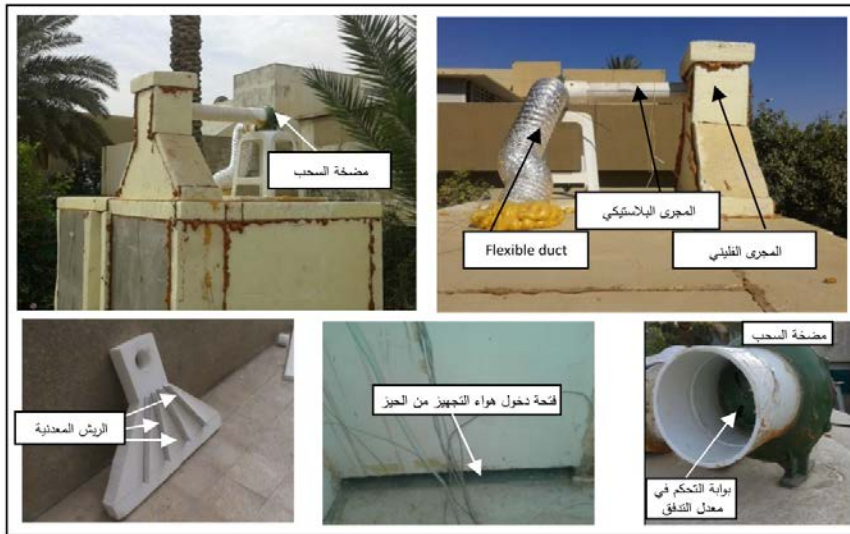 مضخة السحب
المجرى البلاستيكي
Flexible duct
المجرى الفليني
الريش المعدنية
فتحة دخول هواء التجهيز من الحيز
مضخة السحب
بوابة التحكم في
معدل التدفق